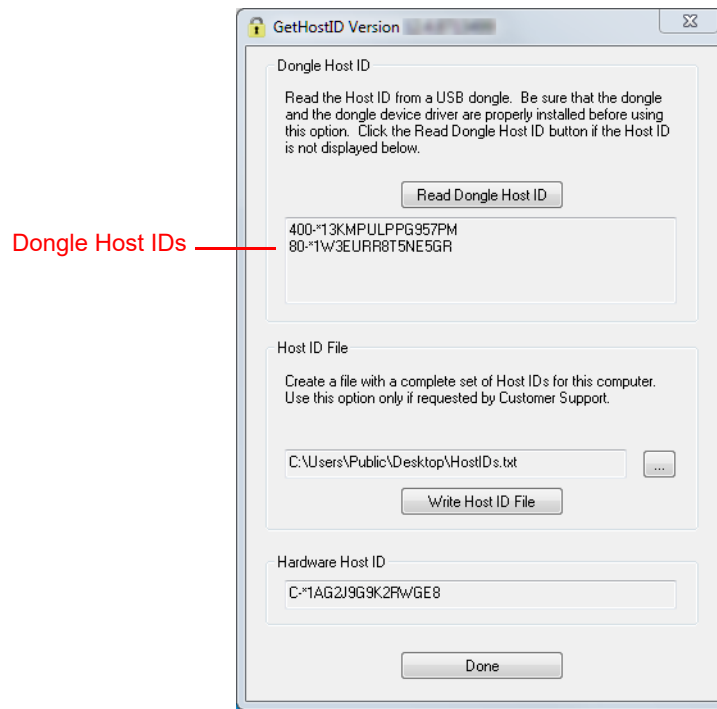 GetHostID Version
Dongle Host ID
Read the Host ID from a USB dongle. Be sure that the dongle
and the dongle device driver are properly installed before using
this option. Click the Read Dongle Host ID button if the Host ID
is not displayed below.
Read Dongle Host ID
Dongle Host IDs
400-*13KMPULPPG957PM
80-*1W3EURR8T5NE5GR
Host ID File
Create a file with a complete set of Host IDs for this computer.
Use this option only if requested by Customer Support.
C:\Users\Public\Desktop\HostIDs.txt
...
Write Host ID File
Hardware Host ID
C-*1AG2J9G9K2RWGE8
Done